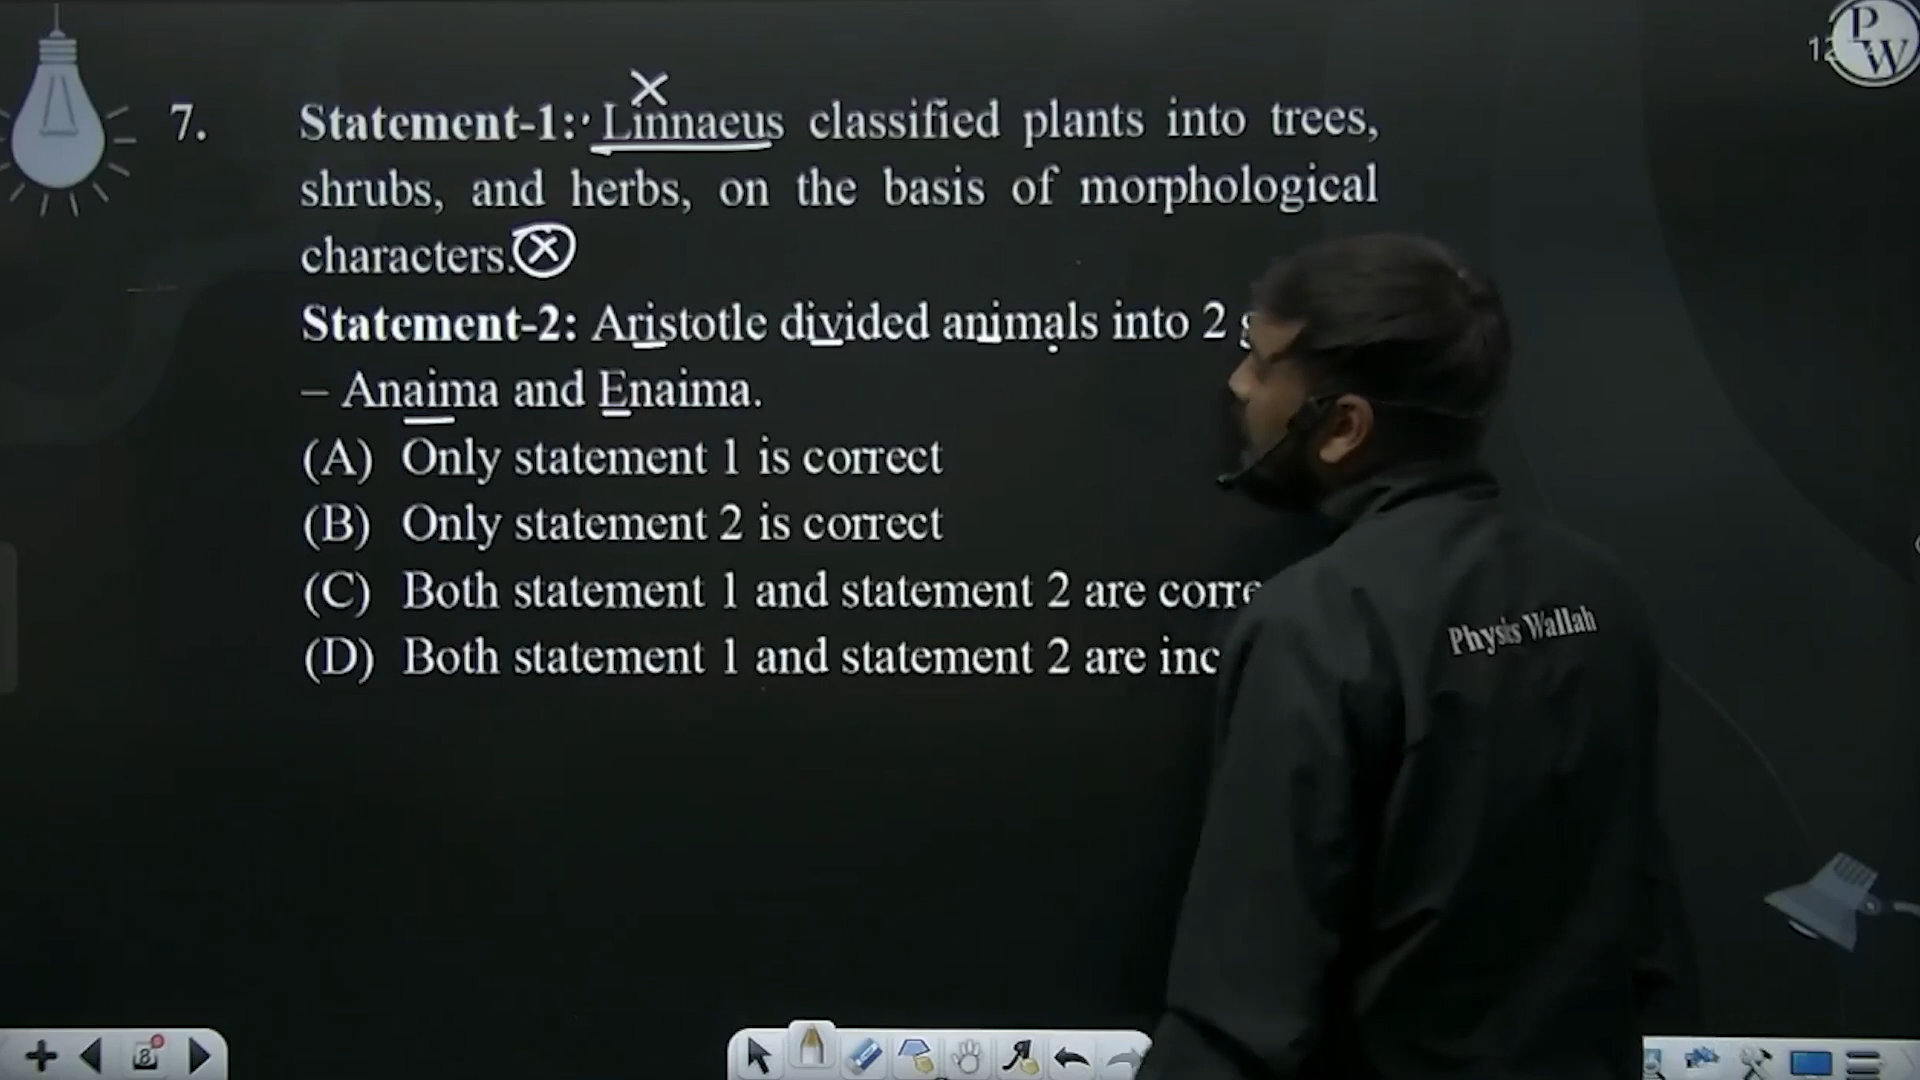 PW
7. Statement-1: Linnaeus classified plants into trees,
shrubs, and herbs, on the basis of morphological
characters.
Statement-2: Aristotle divided animals into 2
– Anaima and Enaima.
(A) Only statement 1 is correct
(B) Only statement 2 is correct
(C) Both statement 1 and statement 2 are
(D) Both statement 1 and statement 2 are
Physics Wallah
8